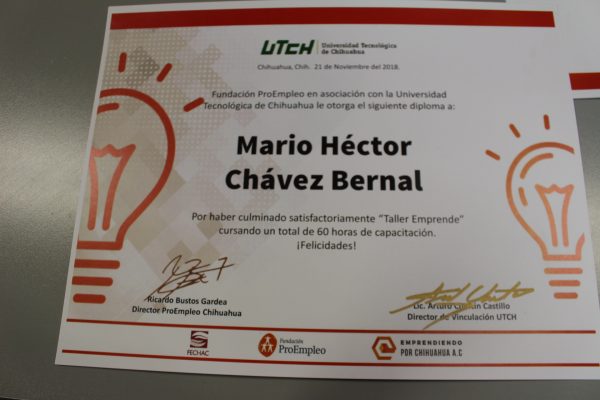 UTCH
Universidad Tecnológica
de Chihuahua
Chihuahua, Chih. 21 de Noviembre del 2018.
Fundación ProEmpleo en asociación con la Universidad
Tecnológica de Chihuahua le otorga el siguiente diploma a:
Mario Héctor
Chávez Bernal
Por haber culminado satisfactoriamente "Taller Emprende"
cursando un total de 60 horas de capacitación.
¡Felicidades!
Ricardo Bustos Gardea
Director ProEmpleo Chihuahua
Lic. Arturo Castillo
Director de Vinculación UTCH
FECHAC
Fundación
ProEmpleo
EMPRENDIENDO
POR CHIHUAHUA A.C